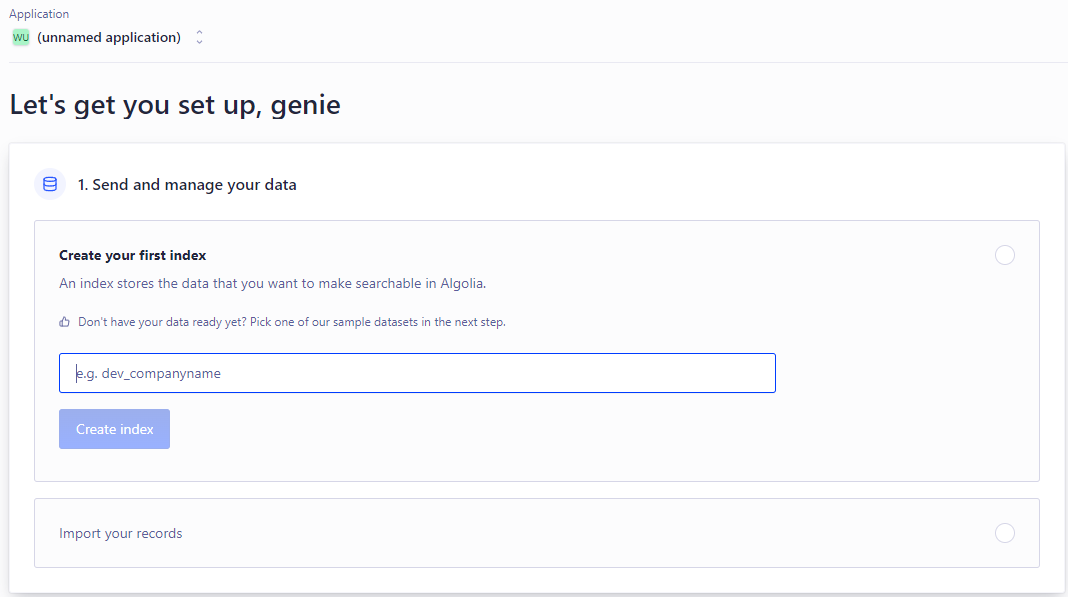 Application
WU (unnamed application)
Let's get you set up, genie
1. Send and manage your data
Create your first index
An index stores the data that you want to make searchable in Algolia.
Don't have your data ready yet? Pick one of our sample datasets in the next step.
e.g. dev_companyname
Create index
Import your records